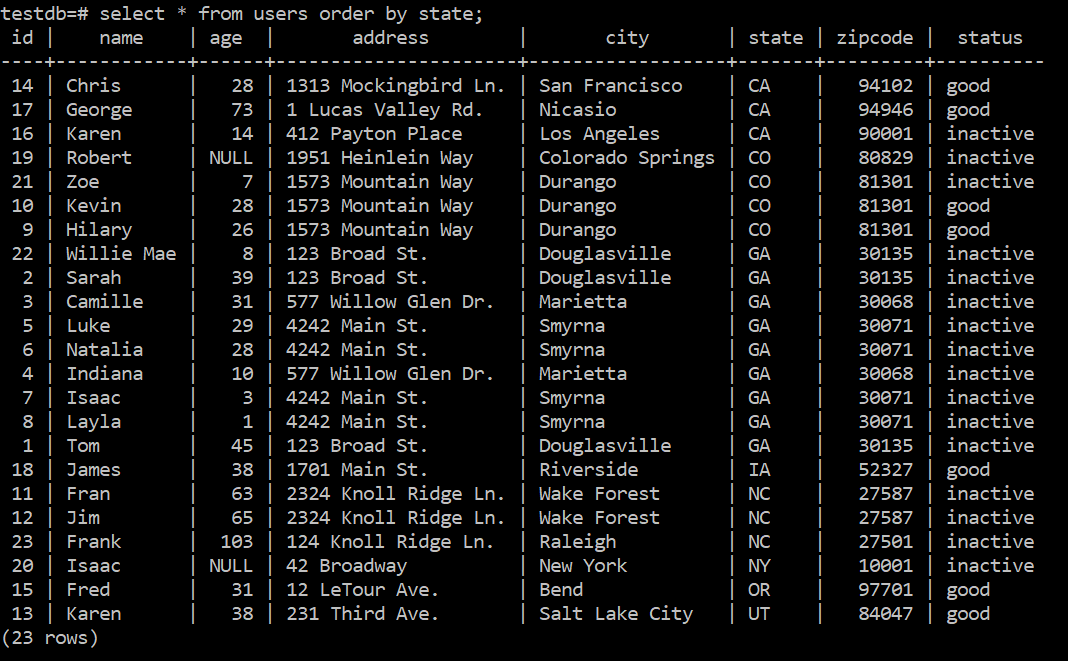 testdb=# select * from users order by state;
 id |    name    | age  |       address        |       city       | state | zipcode |  status
----+------------+------+----------------------+------------------+-------+---------+----------
 14 | Chris      |   28 | 1313 Mockingbird Ln. | San Francisco    | CA    |   94102 | good
 17 | George     |   73 | 1 Lucas Valley Rd.   | Nicasio          | CA    |   94946 | good
 16 | Karen      |   14 | 412 Payton Place     | Los Angeles      | CA    |   90001 | inactive
 19 | Robert     | NULL | 1951 Heinlein Way    | Colorado Springs | CO    |   80829 | inactive
 21 | Zoe        |    7 | 1573 Mountain Way    | Durango          | CO    |   81301 | inactive
 10 | Kevin      |   28 | 1573 Mountain Way    | Durango          | CO    |   81301 | good
  9 | Hilary     |   26 | 1573 Mountain Way    | Durango          | CO    |   81301 | good
 22 | Willie Mae |    8 | 123 Broad St.        | Douglasville     | GA    |   30135 | inactive
  2 | Sarah      |   39 | 123 Broad St.        | Douglasville     | GA    |   30135 | inactive
  3 | Camille    |   31 | 577 Willow Glen Dr.  | Marietta         | GA    |   30068 | inactive
  5 | Luke       |   29 | 4242 Main St.        | Smyrna           | GA    |   30071 | inactive
  6 | Natalia    |   28 | 4242 Main St.        | Smyrna           | GA    |   30071 | inactive
  4 | Indiana    |   10 | 577 Willow Glen Dr.  | Marietta         | GA    |   30068 | inactive
  7 | Isaac      |    3 | 4242 Main St.        | Smyrna           | GA    |   30071 | inactive
  8 | Layla      |    1 | 4242 Main St.        | Smyrna           | GA    |   30071 | inactive
  1 | Tom        |   45 | 123 Broad St.        | Douglasville     | GA    |   30135 | inactive
 18 | James      |   38 | 1701 Main St.        | Riverside        | IA    |   52327 | good
 11 | Fran       |   63 | 2324 Knoll Ridge Ln. | Wake Forest      | NC    |   27587 | inactive
 12 | Jim        |   65 | 2324 Knoll Ridge Ln. | Wake Forest      | NC    |   27587 | inactive
 23 | Frank      |  103 | 124 Knoll Ridge Ln.  | Raleigh          | NC    |   27501 | inactive
 20 | Isaac      | NULL | 42 Broadway          | New York         | NY    |   10001 | inactive
 15 | Fred       |   31 | 12 LeTour Ave.       | Bend             | OR    |   97701 | good
 13 | Karen      |   38 | 231 Third Ave.       | Salt Lake City   | UT    |   84047 | good
(23 rows)